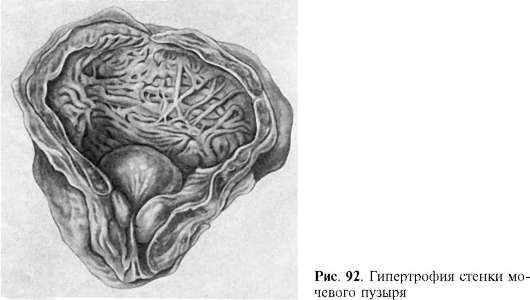 Рис. 92. Гипертрофия стенки мо-
чевого пузыря